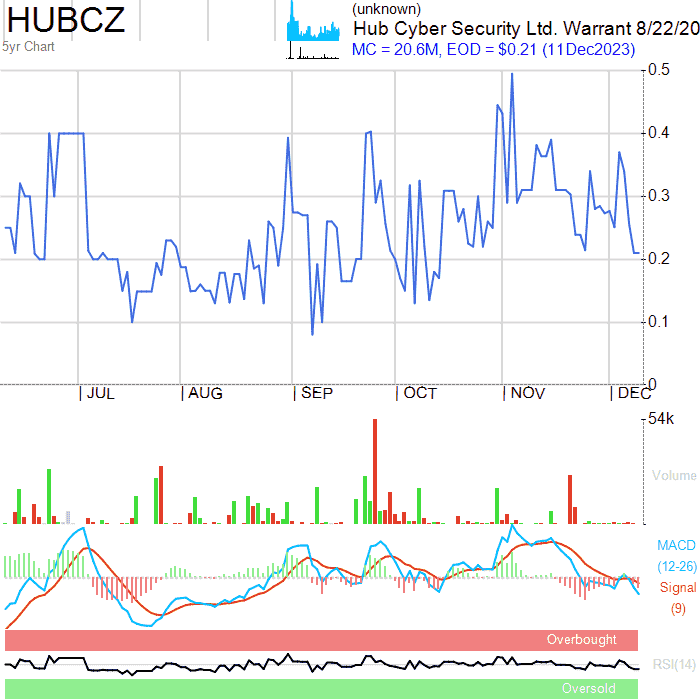 HUBCZ
(unknown)
Hub Cyber Security Ltd. Warrant 8/22/20
5yr Chart
MC = 20.6M, EOD = $0.21 (11Dec2023)
0.5
0.4
0.3
0.2
0.1
0
JUL AUG SEP OCT NOV DEC
54k
Volume
MACD
(12-26)
Signal
(9)
Overbought
RSI(14)
Oversold